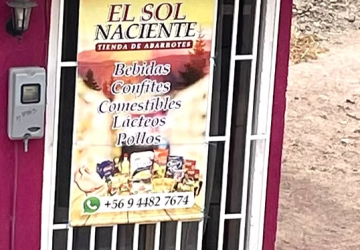 EL SOL
NACIENTE
TIENDA DE ABARROTES
Bebidas
Confites
Comestibles
Lácteos
Pollos
+56 9 4482 7674